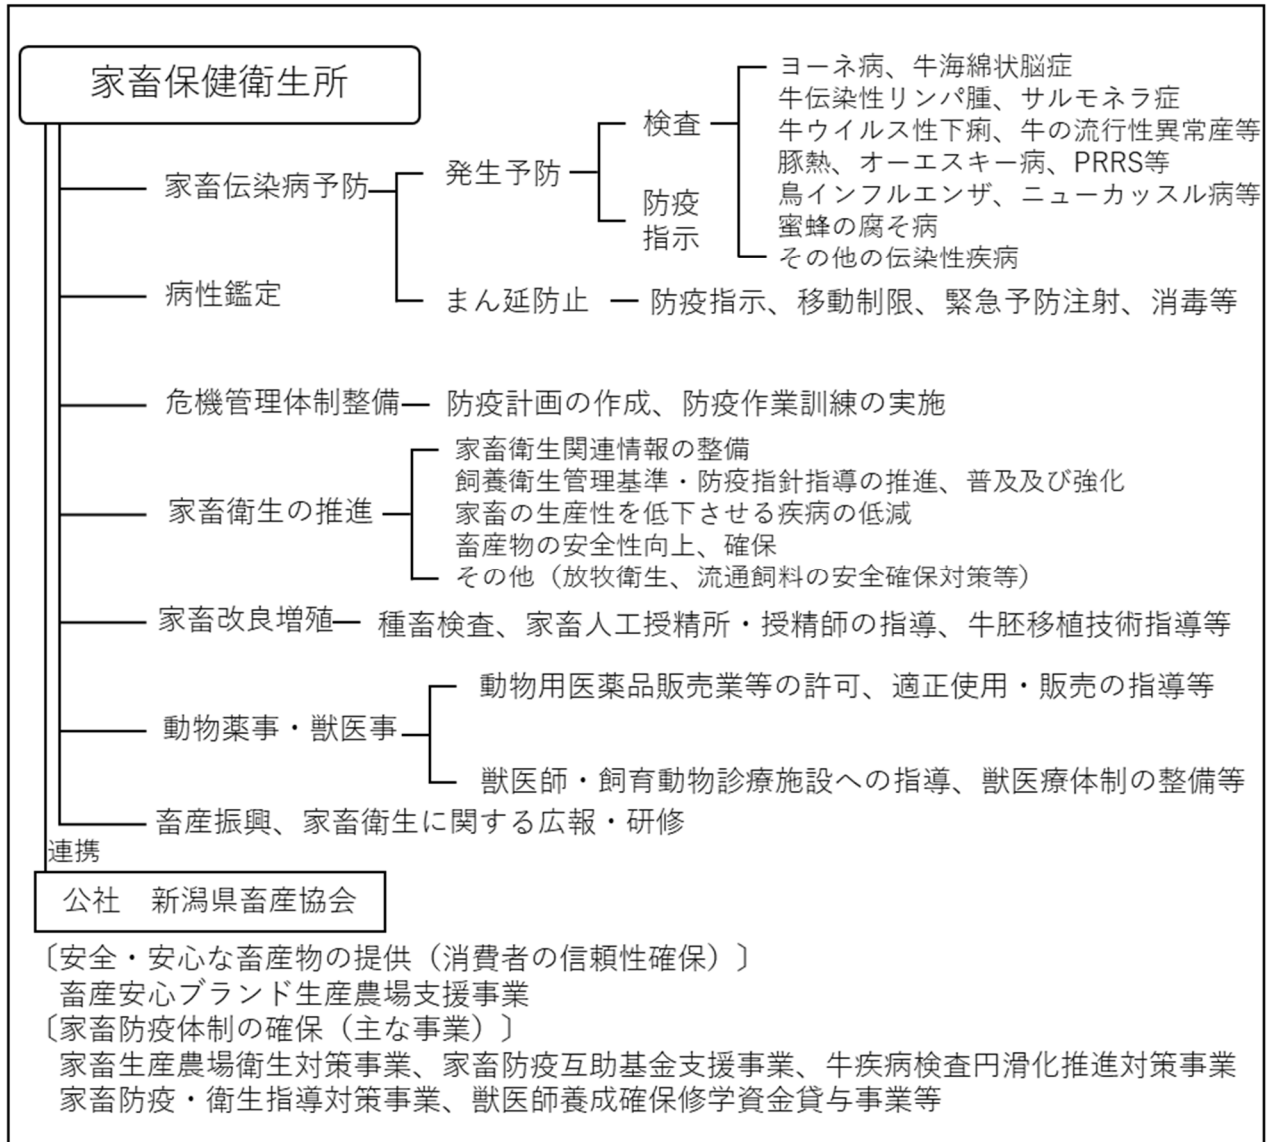 家畜保健衛生所
家畜伝染病予防
発生予防
検査
ヨーネ病、牛海綿状脳症
牛伝染性リンパ腫、サルモネラ症
牛ウイルス性下痢、牛の流行性異常産等
豚熱、オーエスキー病、PRRS等
鳥インフルエンザ、ニューカッスル病等
蜜蜂の腐そ病
その他の伝染性疾病
防疫
指示
まん延防止
防疫指示、移動制限、緊急予防注射、消毒等
病性鑑定
危機管理体制整備
防疫計画の作成、防疫作業訓練の実施
家畜衛生の推進
家畜衛生関連情報の整備
飼養衛生管理基準・防疫指針指導の推進、普及及び強化
家畜の生産性を低下させる疾病の低減
畜産物の安全性向上、確保
その他（放牧衛生、流通飼料の安全確保対策等）
家畜改良増殖
種畜検査、家畜人工授精所・授精師の指導、牛胚移植技術指導等
動物薬事・獣医事
動物用医薬品販売業等の許可、適正使用・販売の指導等
獣医師・飼育動物診療施設への指導、獣医療体制の整備等
畜産振興、家畜衛生に関する広報・研修
連携
公社　新潟県畜産協会
〔安全・安心な畜産物の提供（消費者の信頼性確保）〕
畜産安心ブランド生産農場支援事業
〔家畜防疫体制の確保（主な事業）〕
家畜生産農場衛生対策事業、家畜防疫互助基金支援事業、牛疾病検査円滑化推進対策事業
家畜防疫・衛生指導対策事業、獣医師養成確保修学資金貸与事業等